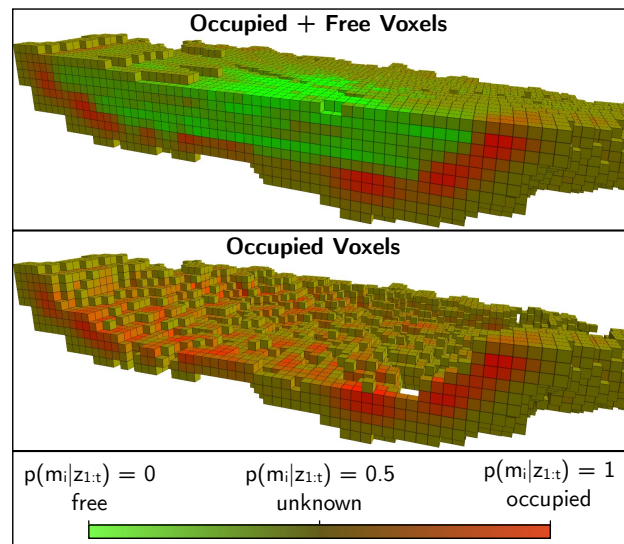 Occupied + Free Voxels
Occupied Voxels
p(mᵢ|z₁:ₜ) = 0 p(mᵢ|z₁:ₜ) = 0.5 p(mᵢ|z₁:ₜ) = 1
free unknown occupied